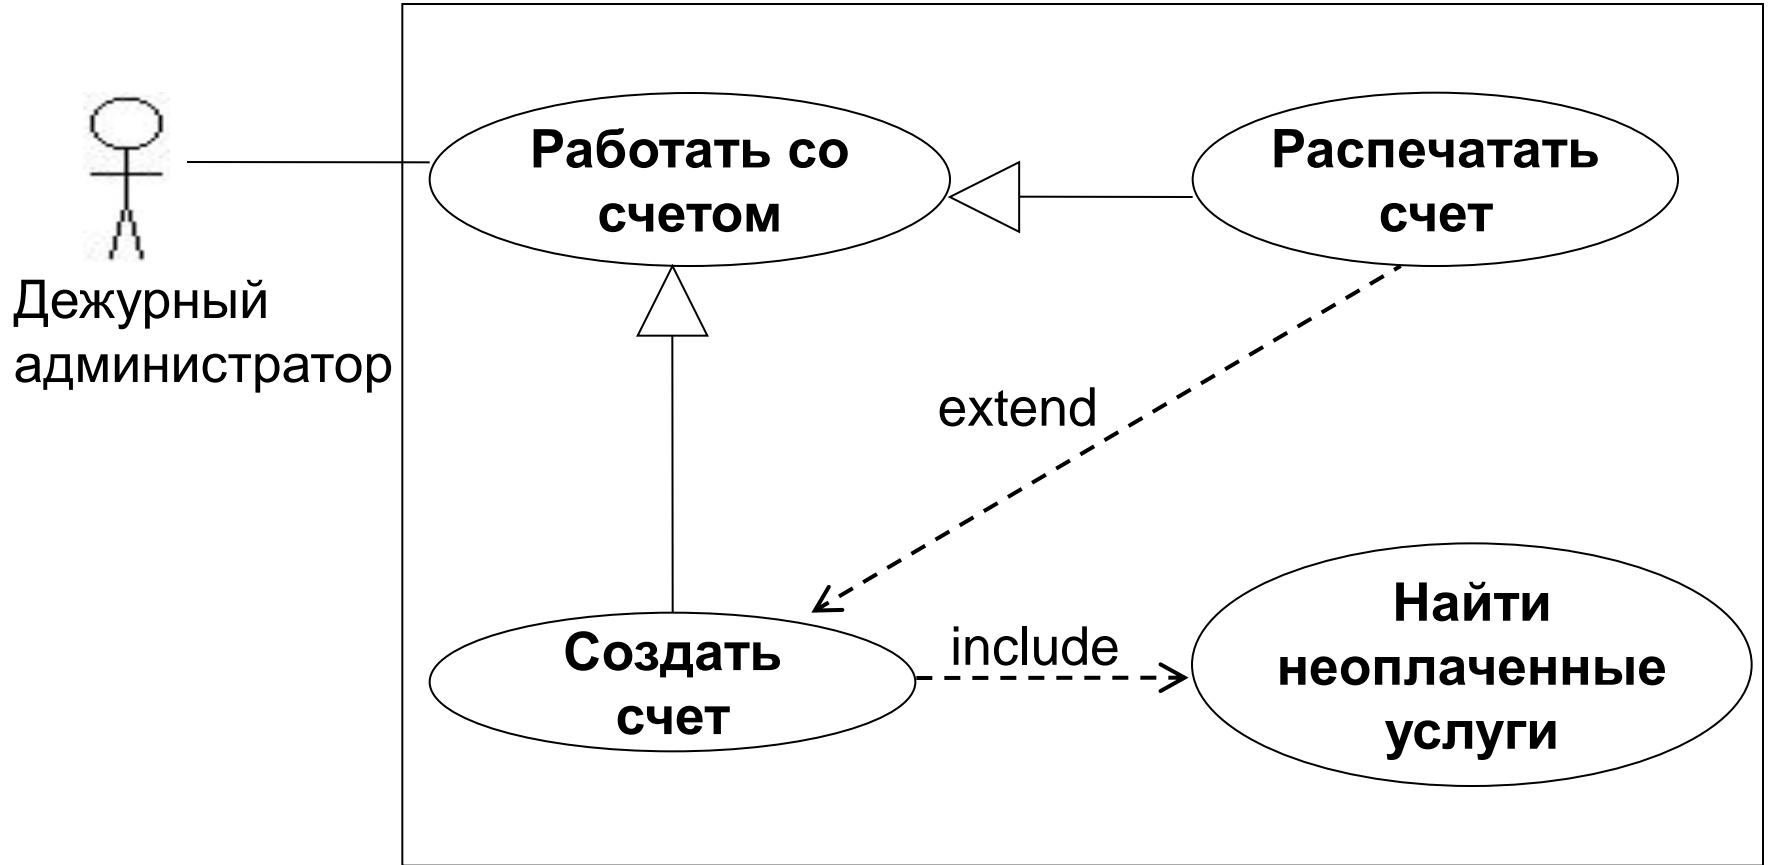 Работать со
счетом
Распечатать
счет
Дежурный
администратор
extend
Создать
счет
include
Найти
неоплаченные
услуги